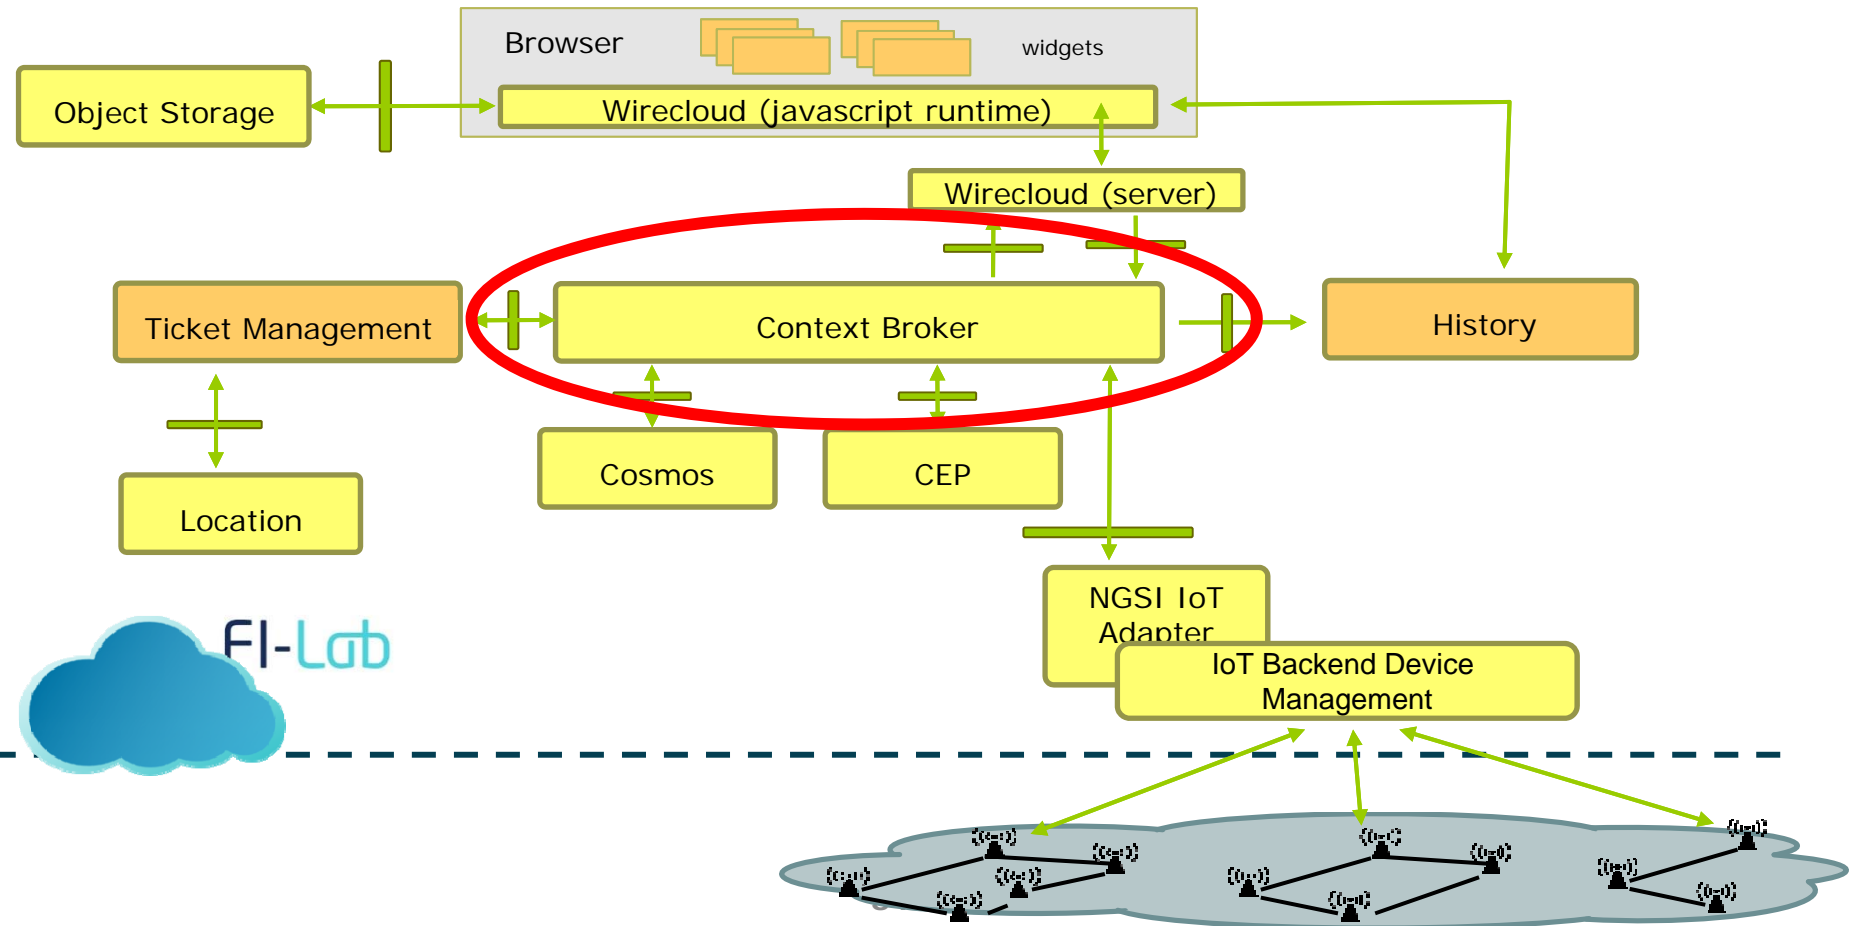 Browser
widgets
Object Storage
Wirecloud (javascript runtime)
Wirecloud (server)
Ticket Management
Context Broker
History
Cosmos
CEP
Location
NGSI IoT
Adapter
FI-Lab
IoT Backend Device
Management